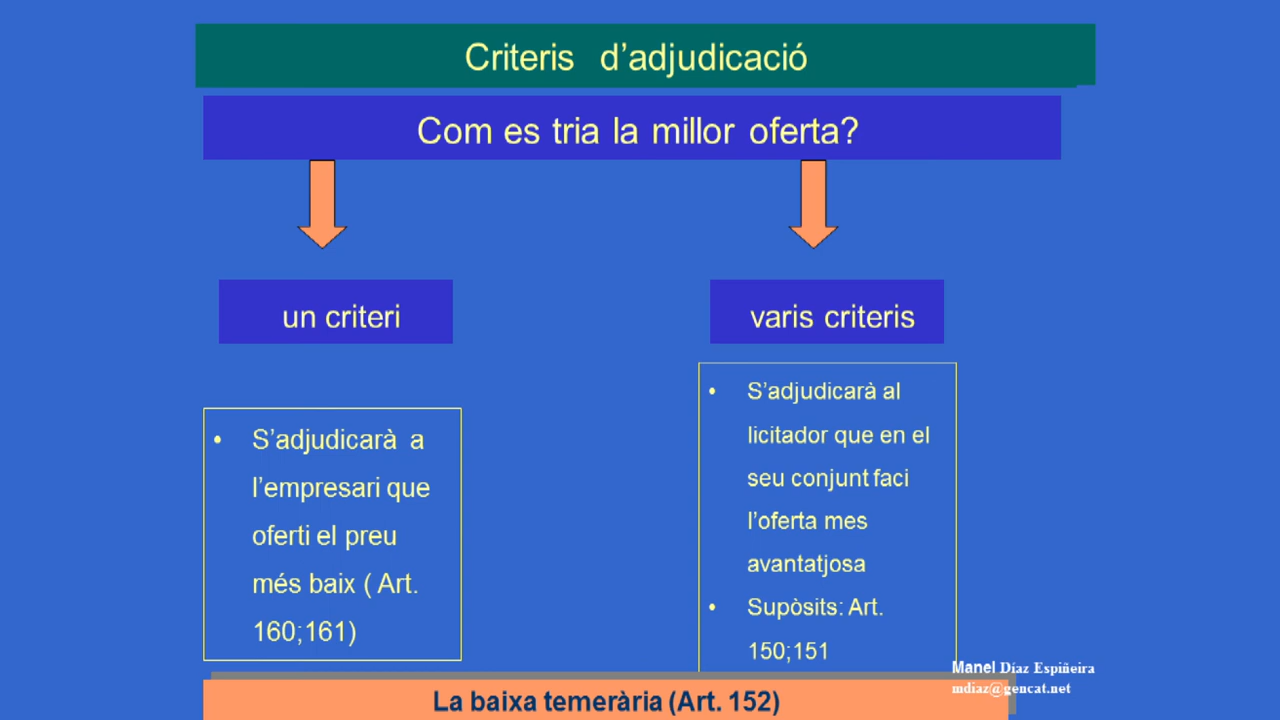 Criteris d’adjudicació
Com es tria la millor oferta?
un criteri
varis criteris
• S’adjudicarà a
l’empresari que
oferti el preu
més baix ( Art.
160;161)
• S’adjudicarà al
licitador que en el
seu conjunt faci
l’oferta mes
avantatjosa
• Supòsits: Art.
150;151
Manel Díaz Espiñeira
mdiaz@gencat.net
La baixa temerària (Art. 152)